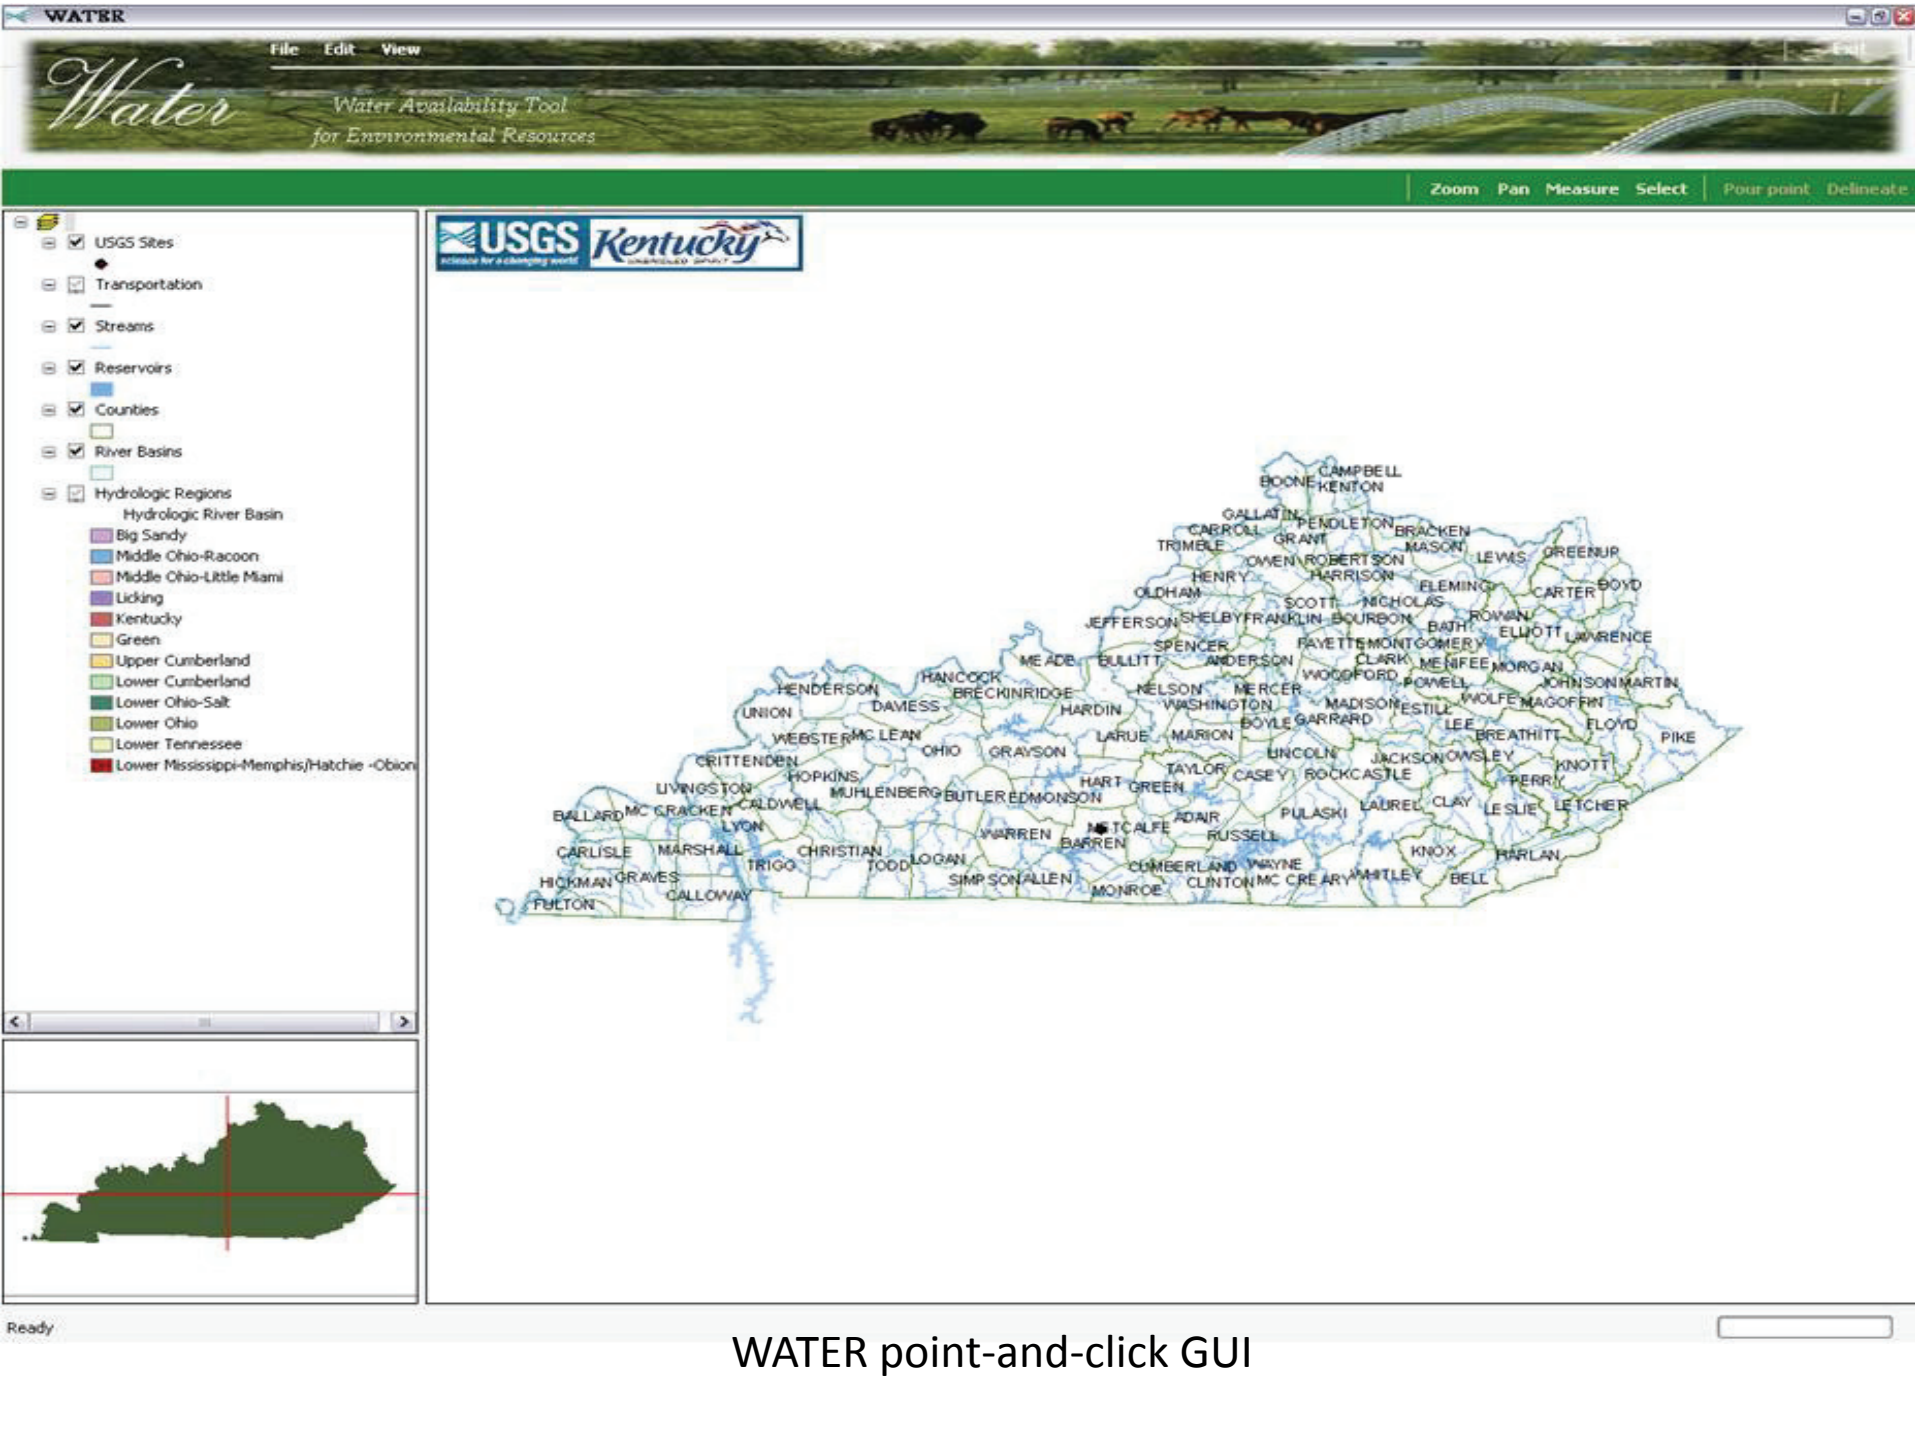 WATER
File Edit View
Exit
Water
Water Availability Tool
for Environmental Resources
Zoom Pan Measure Select Pour point Delineate
USGS Sites
Transportation
Streams
Reservoirs
Counties
River Basins
Hydrologic Regions
Hydrologic River Basin
Big Sandy
Middle Ohio-Racoon
Middle Ohio-Little Miami
Licking
Kentucky
Green
Upper Cumberland
Lower Cumberland
Lower Ohio-Salt
Lower Ohio
Lower Tennessee
Lower Mississippi-Memphis/Hatchie -Obion
USGS
science for a changing world
Kentucky
UNBRIDLED SPIRIT
CAMPBELL
BOONE KENTON
GALLATIN PENDLETON BRACKEN
CARROLL GRANT MASON
TRIMBLE OWEN ROBERTSON LEWIS GREENUP
HENRY HARRISON FLEMING CARTER BOYD
OLDHAM SCOTT NICHOLAS ROWAN
JEFFERSON SHELBY FRANKLIN BOURBON BATH ELLIOTT LAWRENCE
SPENCER FAYETTE MONTGOMERY
MEADE BULLITT ANDERSON CLARK MENIFEE MORGAN
HANCOCK WOODFORD POWELL JOHNSON MARTIN
HENDERSON BRECKINRIDGE NELSON MERCER
UNION DAVIESS HARDIN WASHINGTON MADISON ESTILL WOLFE MAGOFFIN
BOYLE GARRARD LEE FLOYD
WEBSTER MC LEAN LARUE MARION BREATHITT PIKE
OHIO GRAYSON LINCOLN JACKSON OWSLEY
CRITTENDEN TAYLOR KNOTT
HOPKINS HART GREEN CASEY ROCKCASTLE PERRY
LIVINGSTON MUHLENBERG BUTLER EDMONSON
BALLARD MC CRACKEN CALDWELL ADAIR PULASKI LAUREL CLAY LESLIE LETCHER
LYON WARREN METCALFE RUSSELL
BARREN
CARLISLE MARSHALL CHRISTIAN LOGAN KNOX HARLAN
TRIGG TODD CUMBERLAND WAYNE
HICKMAN GRAVES SIMPSON ALLEN MONROE CLINTON MC CREARY WHITLEY BELL
FULTON CALLOWAY
Ready
WATER point-and-click GUI